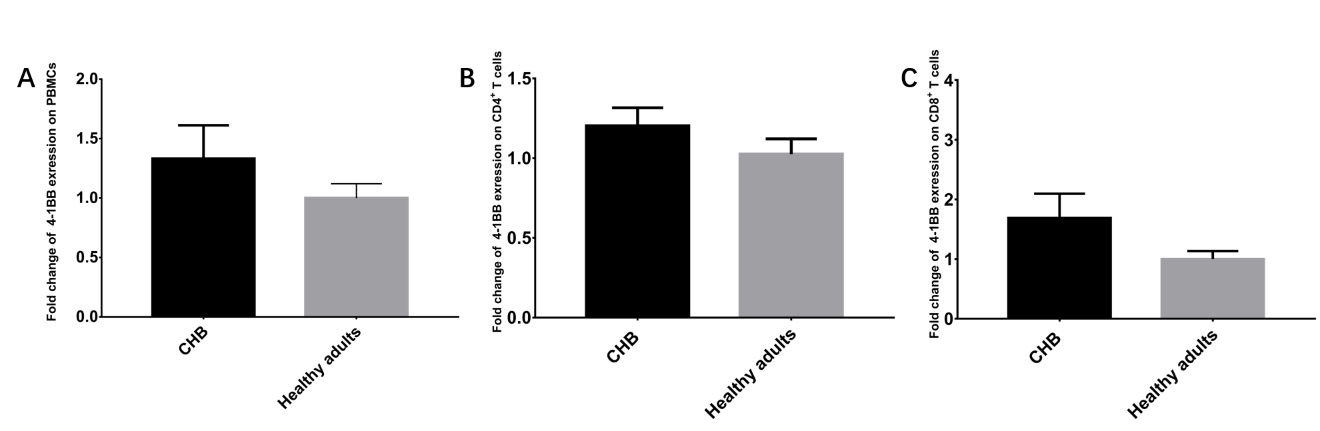 A
Fold change of 4-1BB exression on PBMCs
2.0
1.5
1.0
0.5
0.0
CHB
Healthy adults
B
Fold change of 4-1BB exression on CD4+ T cells
1.5
1.0
0.5
0.0
CHB
Healthy adults
C
Fold change of 4-1BB exression on CD8+ T cells
4
3
2
1
0
CHB
Healthy adults